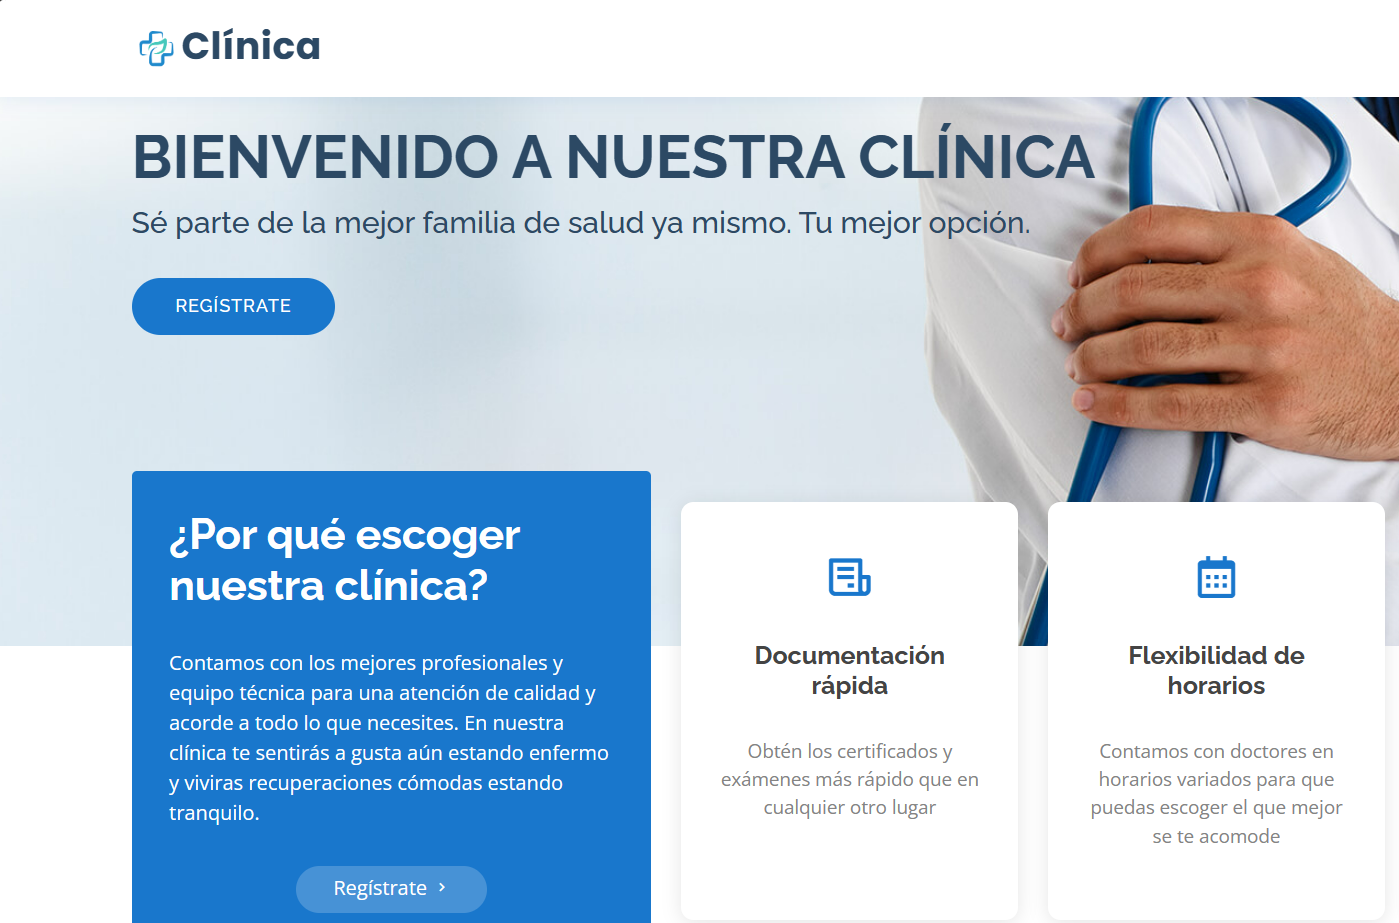 Clínica
BIENVENIDO A NUESTRA CLÍNICA
Sé parte de la mejor familia de salud ya mismo. Tu mejor opción.
REGÍSTRATE
¿Por qué escoger
nuestra clínica?
Contamos con los mejores profesionales y
equipo técnica para una atención de calidad y
acorde a todo lo que necesites. En nuestra
clínica te sentirás a gusta aún estando enfermo
y viviras recuperaciones cómodas estando
tranquilo.
Regístrate
Documentación
rápida
Obtén los certificados y
exámenes más rápido que en
cualquier otro lugar
Flexibilidad de
horarios
Contamos con doctores en
horarios variados para que
puedas escoger el que mejor
se te acomode